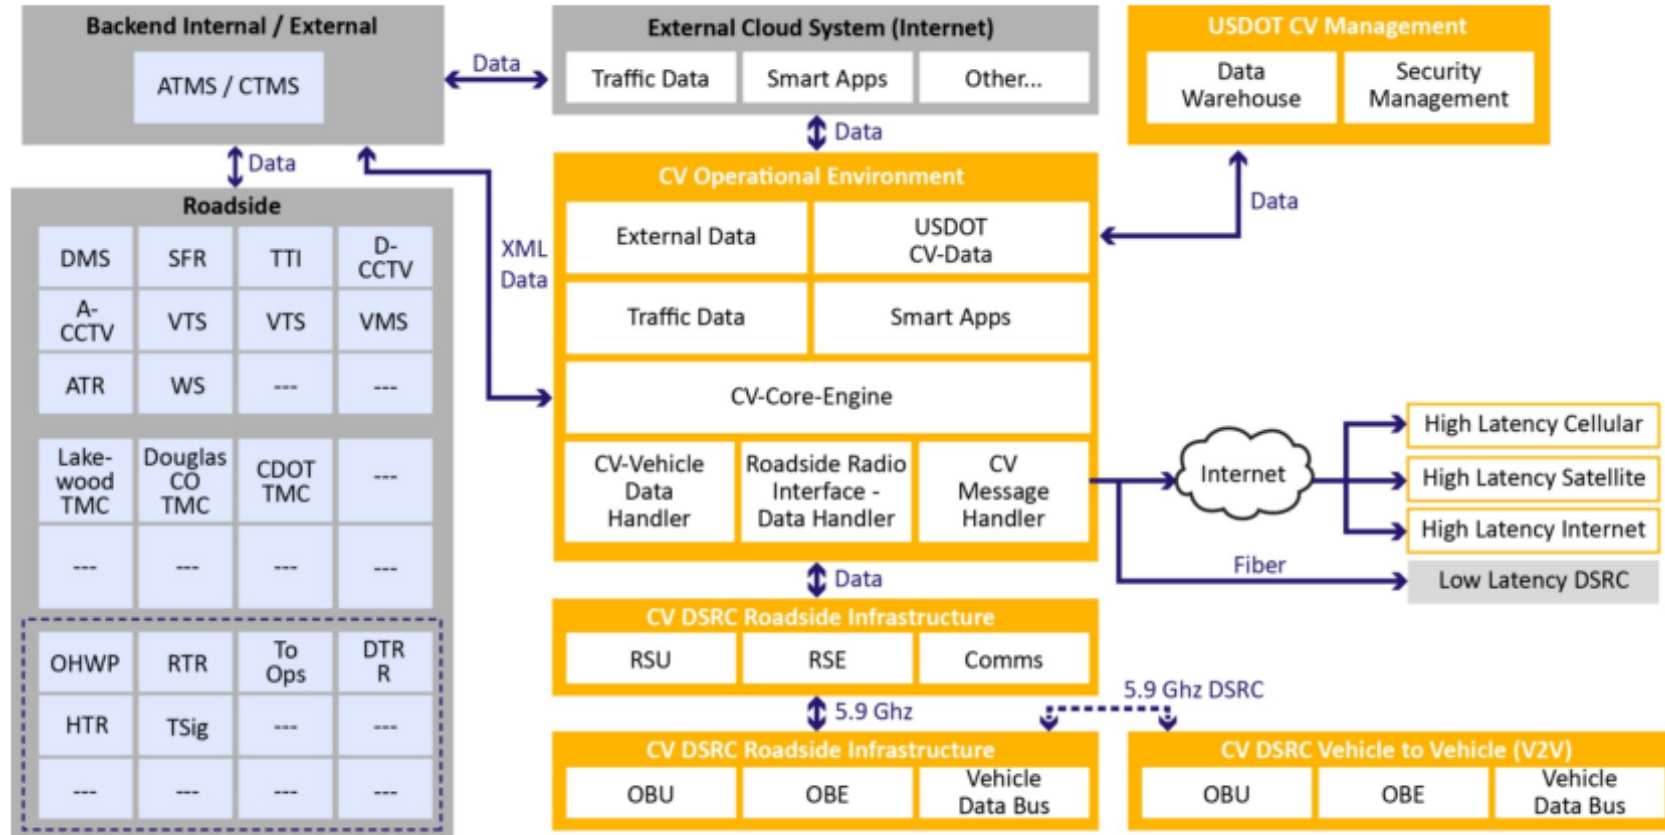 Backend Internal / External
ATMS / CTMS
Data
External Cloud System (Internet)
Traffic Data
Smart Apps
Other...
USDOT CV Management
Data
Warehouse
Security
Management
Data
Data
Data
Roadside
DMS
SFR
TTI
D-
CCTV
A-
CCTV
VTS
VTS
VMS
ATR
WS
---
---
Lake-
wood
TMC
Douglas
CO
TMC
CDOT
TMC
---
---
---
---
---
OHWP
RTR
To
Ops
DTR
R
HTR
TSig
---
---
---
---
---
---
XML
Data
CV Operational Environment
External Data
USDOT
CV-Data
Traffic Data
Smart Apps
CV-Core-Engine
CV-Vehicle
Data
Handler
Roadside Radio
Interface -
Data Handler
CV
Message
Handler
Internet
High Latency Cellular
High Latency Satellite
High Latency Internet
Fiber
Low Latency DSRC
Data
CV DSRC Roadside Infrastructure
RSU
RSE
Comms
5.9 Ghz
5.9 Ghz DSRC
CV DSRC Roadside Infrastructure
OBU
OBE
Vehicle
Data Bus
CV DSRC Vehicle to Vehicle (V2V)
OBU
OBE
Vehicle
Data Bus